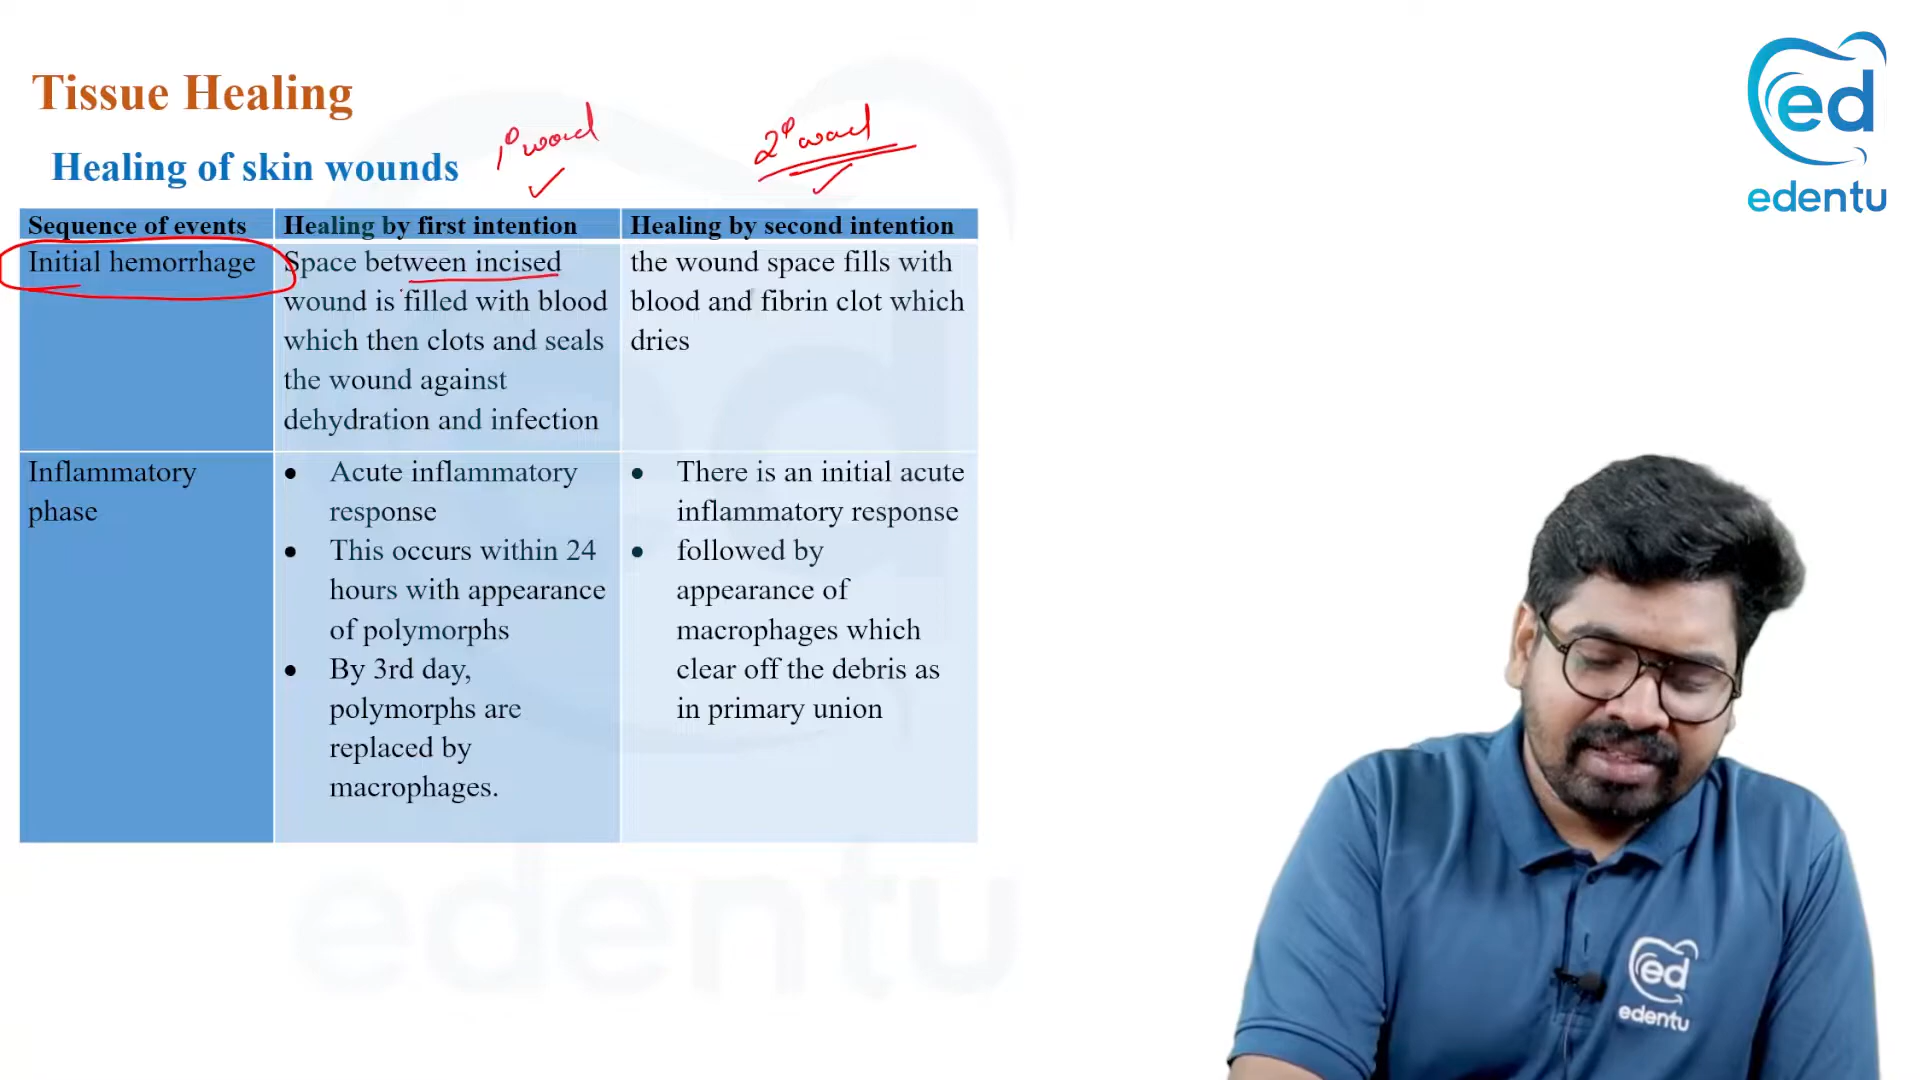 Tissue Healing
1° wound
2° wound
Healing of skin wounds
Sequence of events
Healing by first intention
Healing by second intention
Initial hemorrhage
Space between incised
wound is filled with blood
which then clots and seals
the wound against
dehydration and infection
the wound space fills with
blood and fibrin clot which
dries
Inflammatory
phase
• Acute inflammatory
response
• This occurs within 24
hours with appearance
of polymorphs
• By 3rd day,
polymorphs are
replaced by
macrophages.
• There is an initial acute
inflammatory response
• followed by
appearance of
macrophages which
clear off the debris as
in primary union
ed
edentu
ed
edentu
edentu